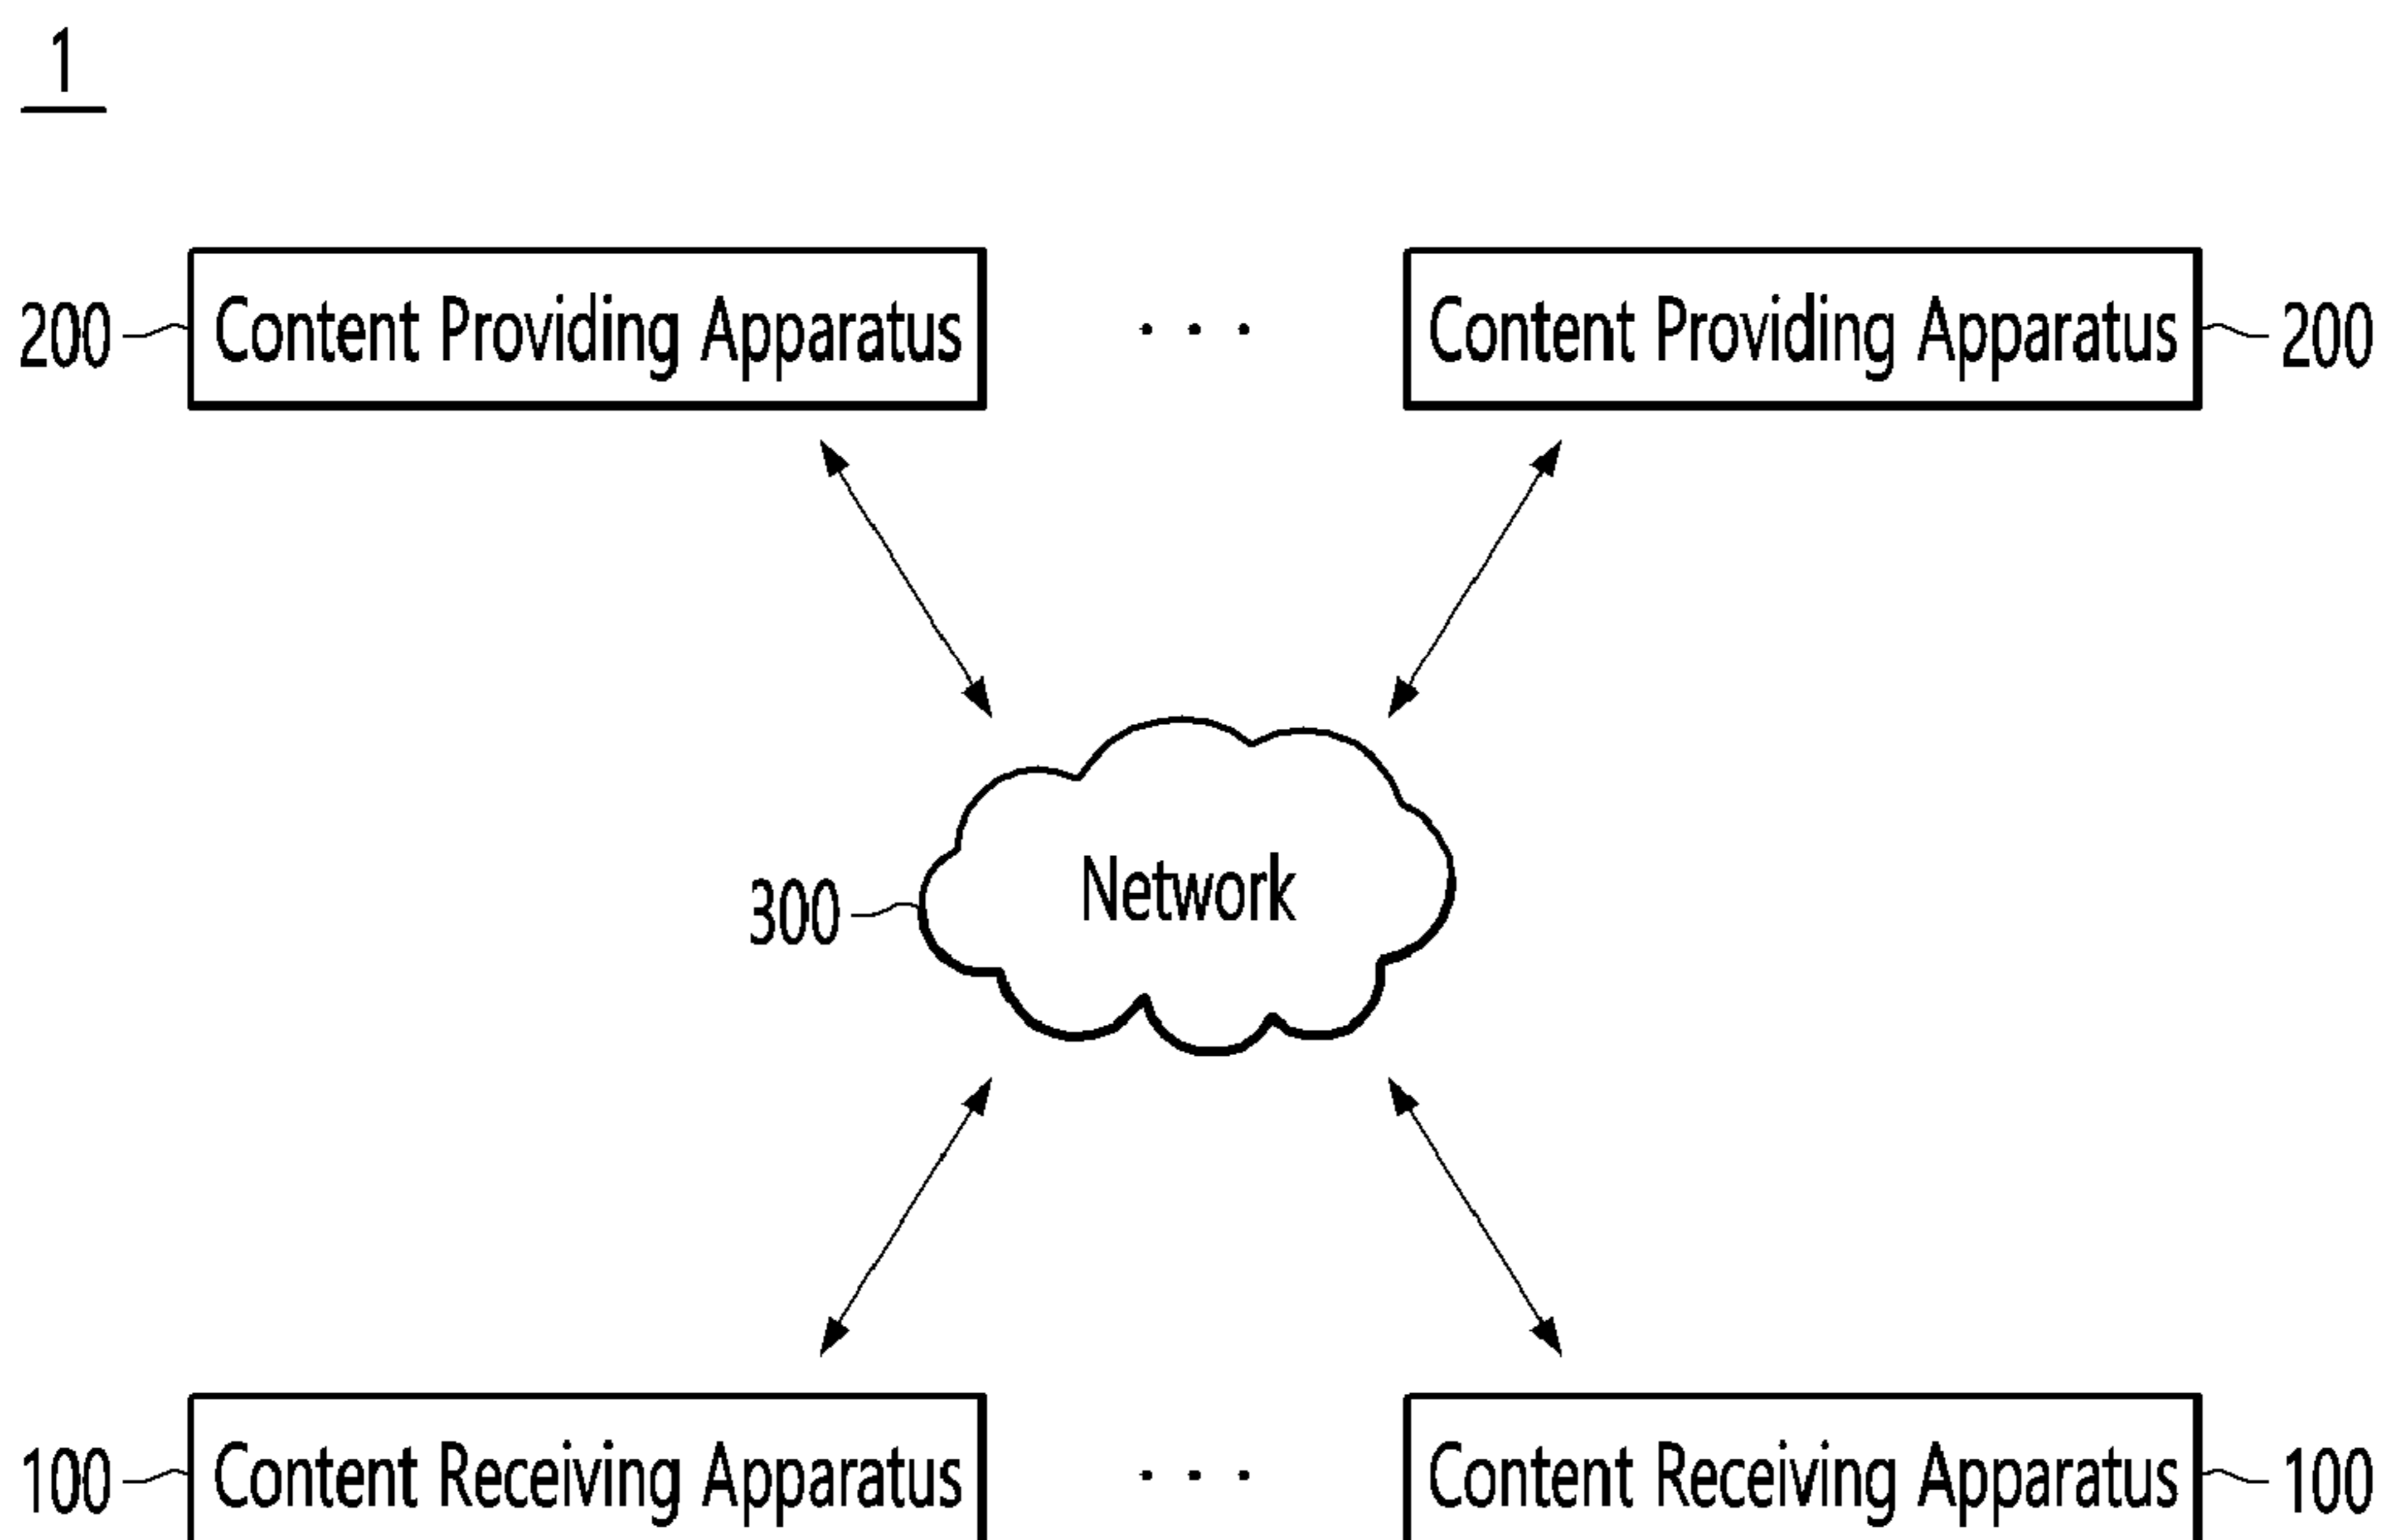 1
200 Content Providing Apparatus ... Content Providing Apparatus 200
300 Network
100 Content Receiving Apparatus ... Content Receiving Apparatus 100